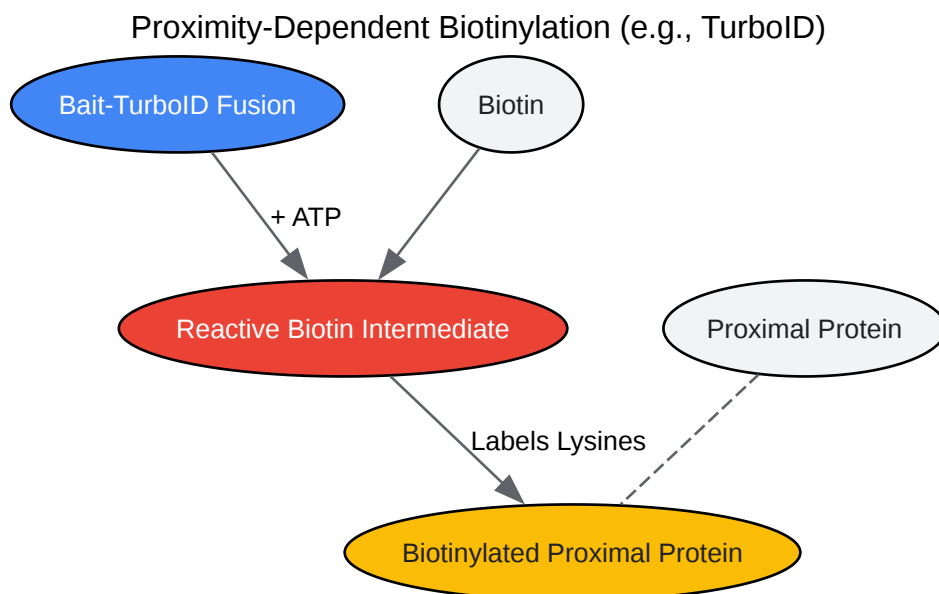 Proximity-Dependent Biotinylation (e.g., TurboID)
Bait-TurboID Fusion
Biotin
+ ATP
Reactive Biotin Intermediate
Proximal Protein
Labels Lysines
Biotinylated Proximal Protein